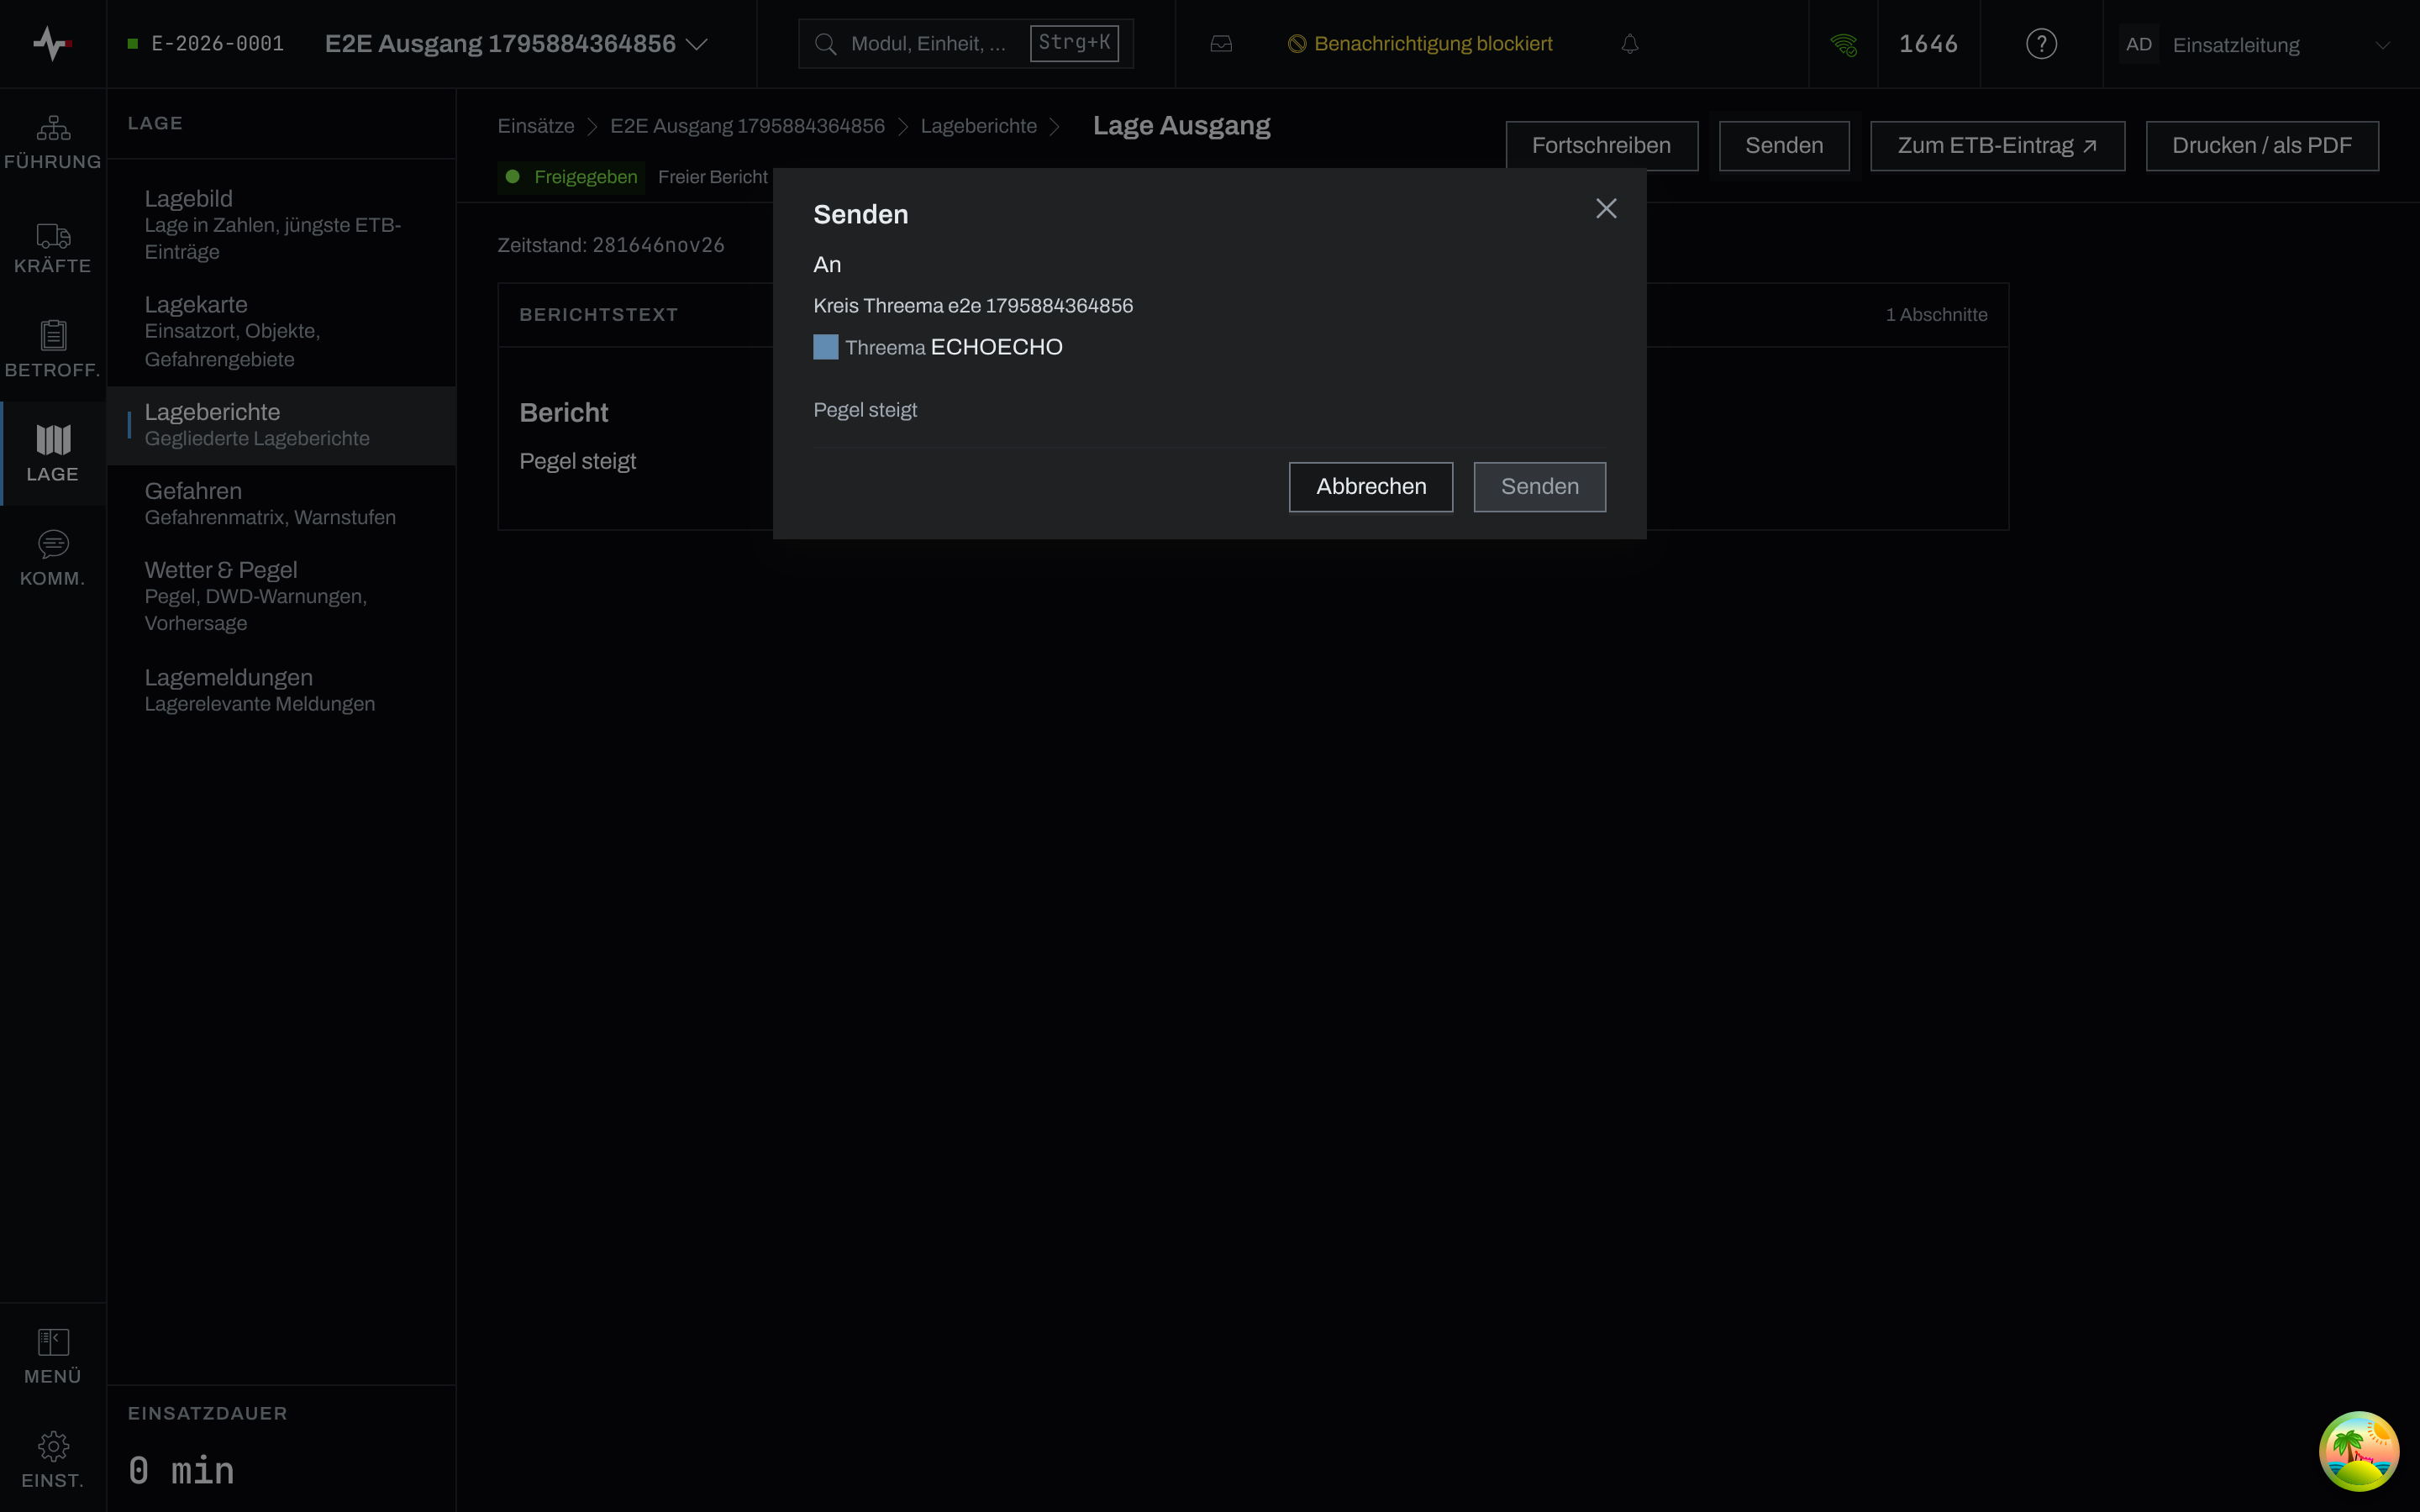 E-2026-0001
E2E Ausgang 1795884364856
Modul, Einheit, ...
Strg+K
Benachrichtigung blockiert
1646
AD
Einsatzleitung
FÜHRUNG
KRÄFTE
BETROFF.
LAGE
KOMM.
MENÜ
EINST.
LAGE
Lagebild
Lage in Zahlen, jüngste ETB-
Einträge
Lagekarte
Einsatzort, Objekte,
Gefahrengebiete
Lageberichte
Gegliederte Lageberichte
Gefahren
Gefahrenmatrix, Warnstufen
Wetter & Pegel
Pegel, DWD-Warnungen,
Vorhersage
Lagemeldungen
Lagerelevante Meldungen
EINSATZDAUER
0 min
Einsätze
E2E Ausgang 1795884364856
Lageberichte
Lage Ausgang
Freigegeben
Freier Bericht
Fortschreiben
Senden
Zum ETB-Eintrag ↗
Drucken / als PDF
Zeitstand: 281646nov26
BERICHTSTEXT
1 Abschnitte
Bericht
Pegel steigt
Senden
An
Kreis Threema e2e 1795884364856
Threema ECHOECHO
Pegel steigt
Abbrechen
Senden